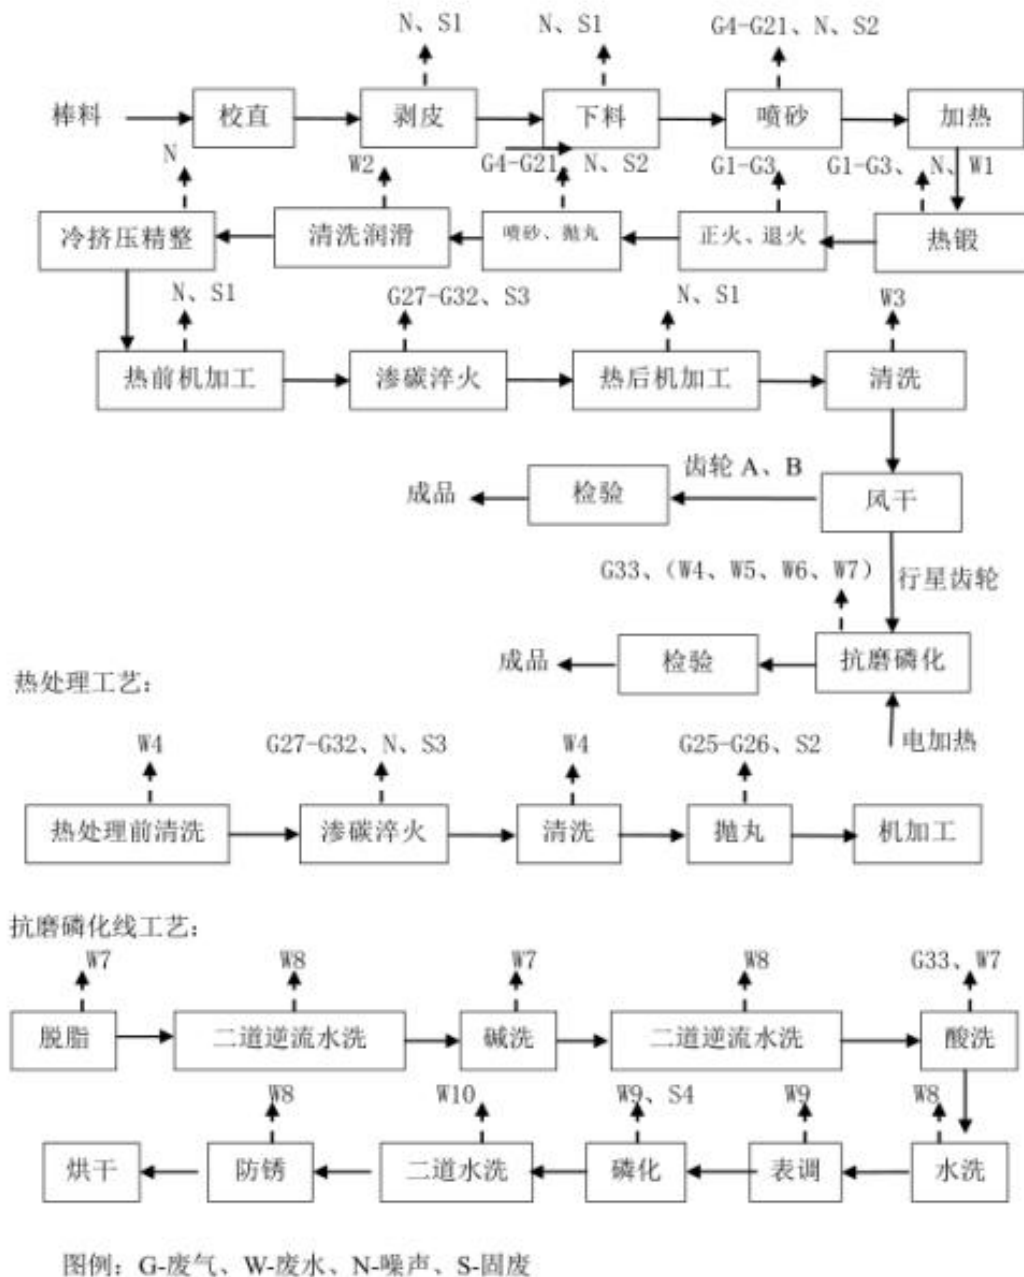 N、S1 N、S1 G4-G21、N、S2
棒料 校直 剥皮 下料 喷砂 加热
N W2 G4-G21、N、S2 G1-G3 G1-G3、N、W1
冷挤压精整 清洗润滑 喷砂、抛丸 正火、退火 热锻
N、S1 G27-G32、S3 N、S1 W3
热前机加工 渗碳淬火 热后机加工 清洗
齿轮 A、B
成品 检验 风干
G33、（W4、W5、W6、W7） 行星齿轮
成品 检验 抗磨磷化
热处理工艺：
电加热
W4 G27-G32、N、S3 W4 G25-G26、S2
热处理前清洗 渗碳淬火 清洗 抛丸 机加工
抗磨磷化线工艺：
W7 W8 W7 W8 G33、W7
脱脂 二道逆流水洗 碱洗 二道逆流水洗 酸洗
W8 W10 W9、S4 W9 W8
烘干 防锈 二道水洗 磷化 表调 水洗
图例：G-废气、W-废水、N-噪声、S-固废